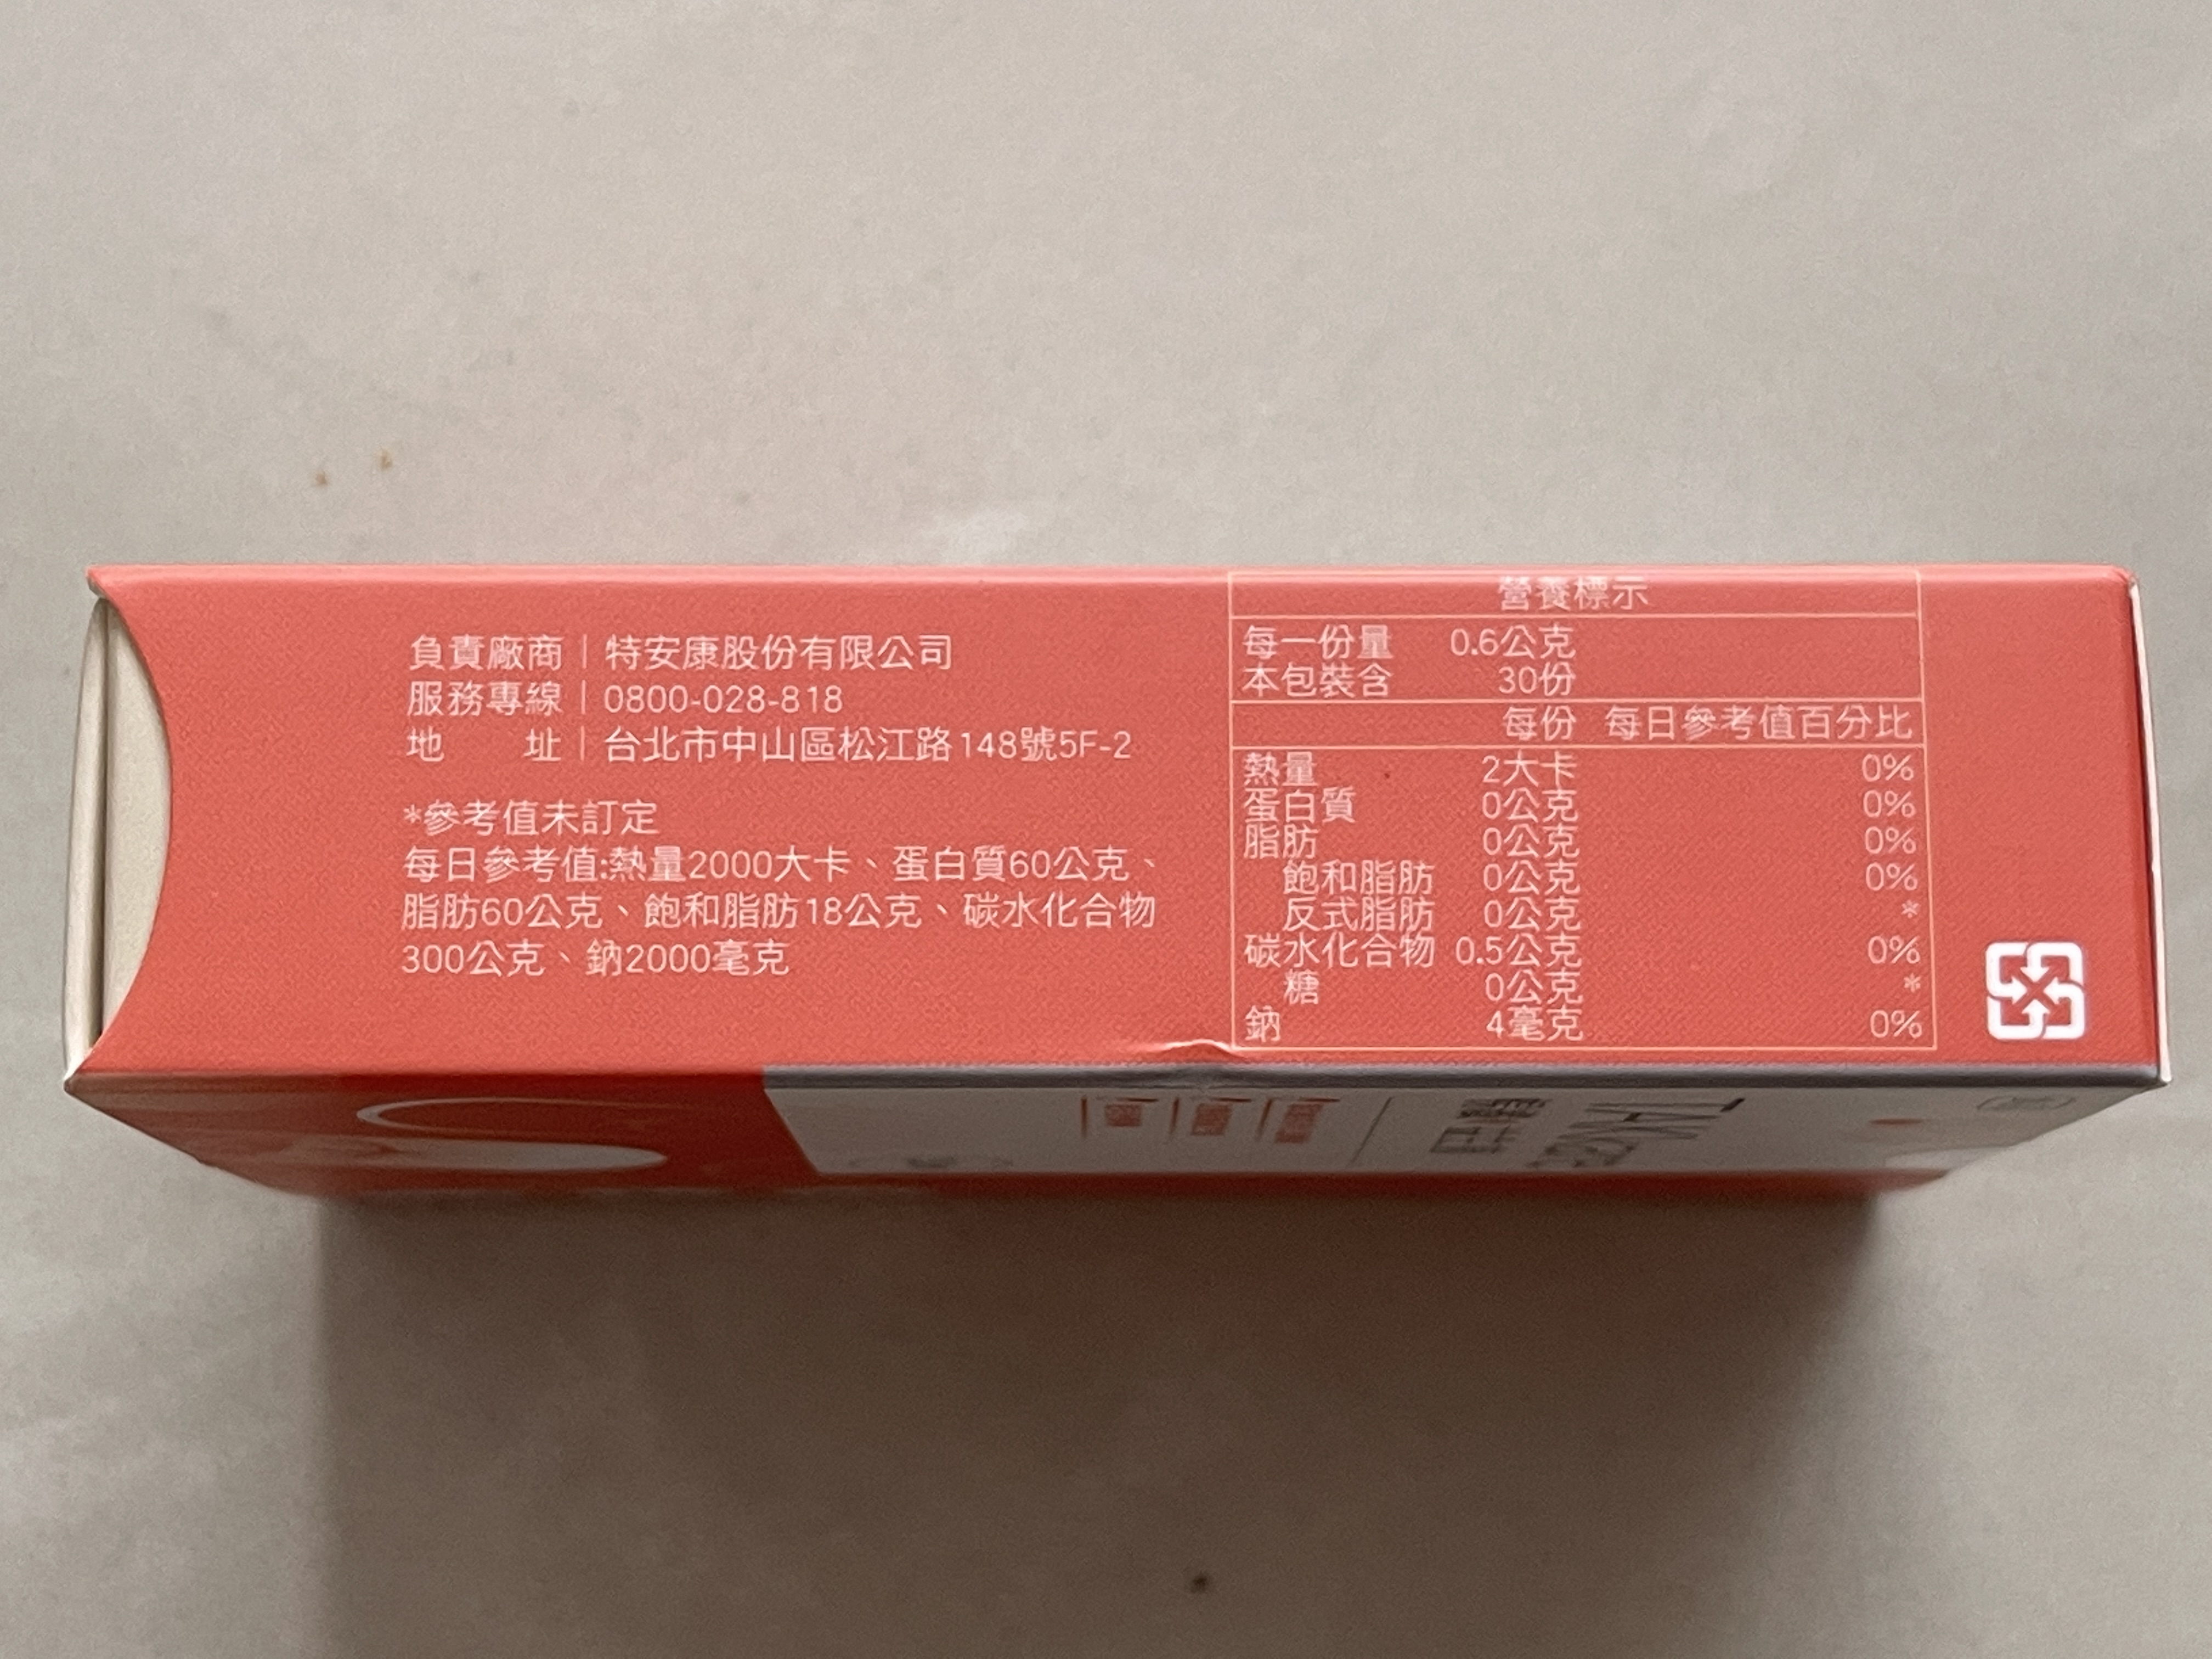 負責廠商｜特安康股份有限公司
服務專線｜0800-028-818
地　　址｜台北市中山區松江路148號5F-2
*參考值未訂定
每日參考值:熱量2000大卡、蛋白質60公克、
脂肪60公克、飽和脂肪18公克、碳水化合物
300公克、鈉2000毫克
營養標示
每一份量 0.6公克
本包裝含 30份
每份 每日參考值百分比
熱量 2大卡 0%
蛋白質 0公克 0%
脂肪 0公克 0%
飽和脂肪 0公克 0%
反式脂肪 0公克 *
碳水化合物 0.5公克 0%
糖 0公克 *
鈉 4毫克 0%